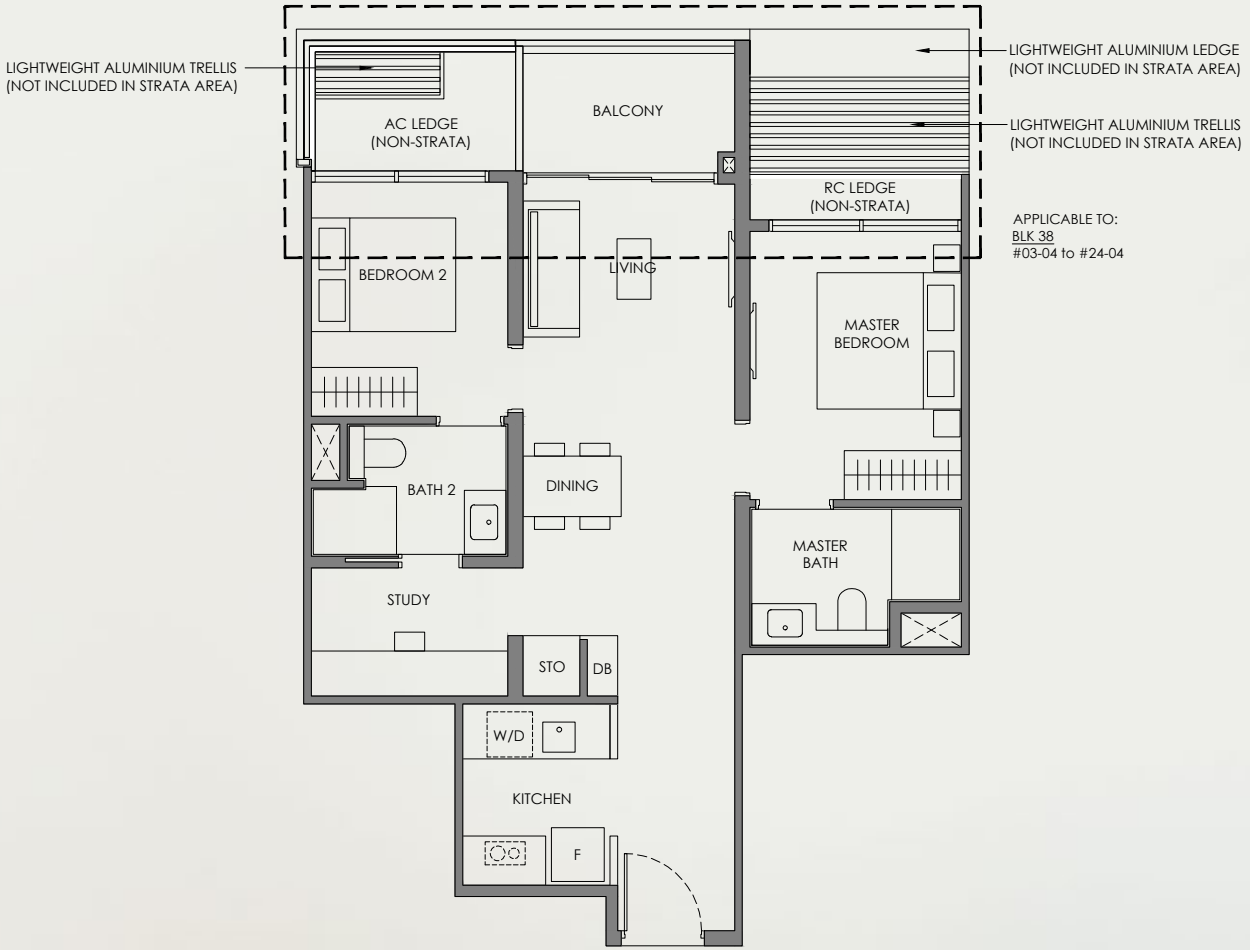 LIGHTWEIGHT ALUMINIUM TRELLIS
(NOT INCLUDED IN STRATA AREA)
AC LEDGE
(NON-STRATA)
BALCONY
LIGHTWEIGHT ALUMINIUM LEDGE
(NOT INCLUDED IN STRATA AREA)
LIGHTWEIGHT ALUMINIUM TRELLIS
(NOT INCLUDED IN STRATA AREA)
RC LEDGE
(NON-STRATA)
APPLICABLE TO:
BLK 38
#03-04 to #24-04
BEDROOM 2
LIVING
MASTER
BEDROOM
BATH 2
DINING
MASTER
BATH
STUDY
STO
DB
W/D
KITCHEN
F